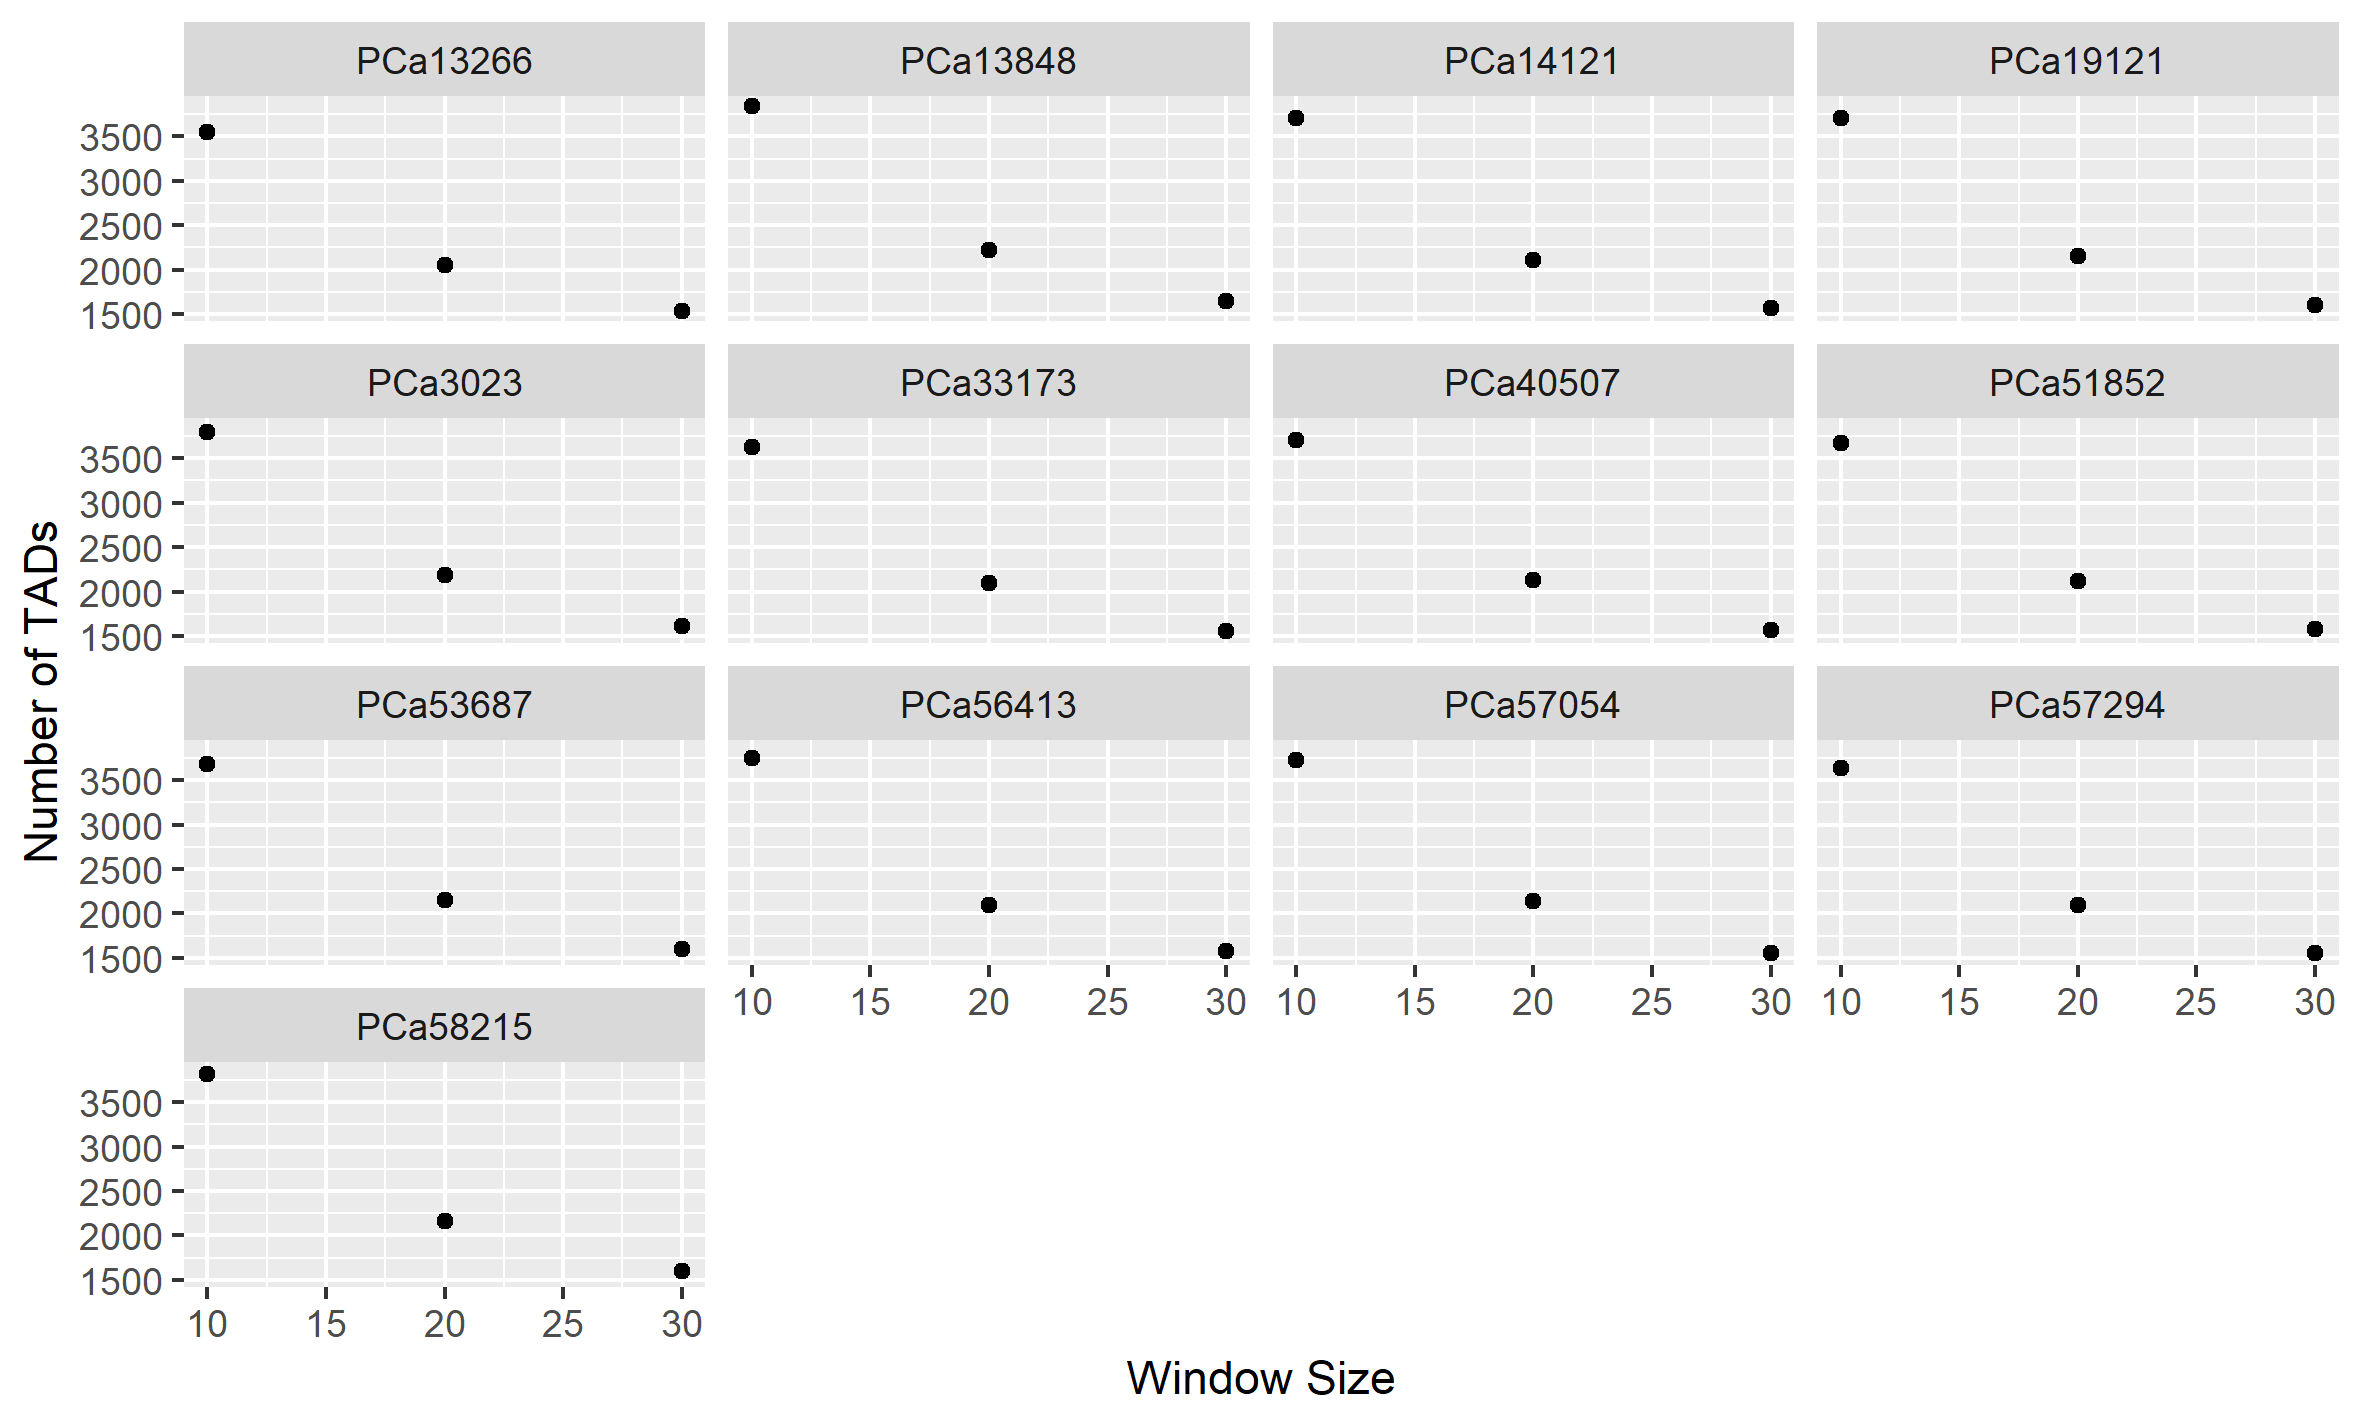 PCa13266 PCa13848 PCa14121 PCa19121
3500
3000
2500
2000
1500
PCa3023 PCa33173 PCa40507 PCa51852
3500
3000
2500
2000
1500
PCa53687 PCa56413 PCa57054 PCa57294
3500
3000
2500
2000
1500
10 15 20 25 30 10 15 20 25 30 10 15 20 25 30
PCa58215
3500
3000
2500
2000
1500
10 15 20 25 30
Number of TADs
Window Size